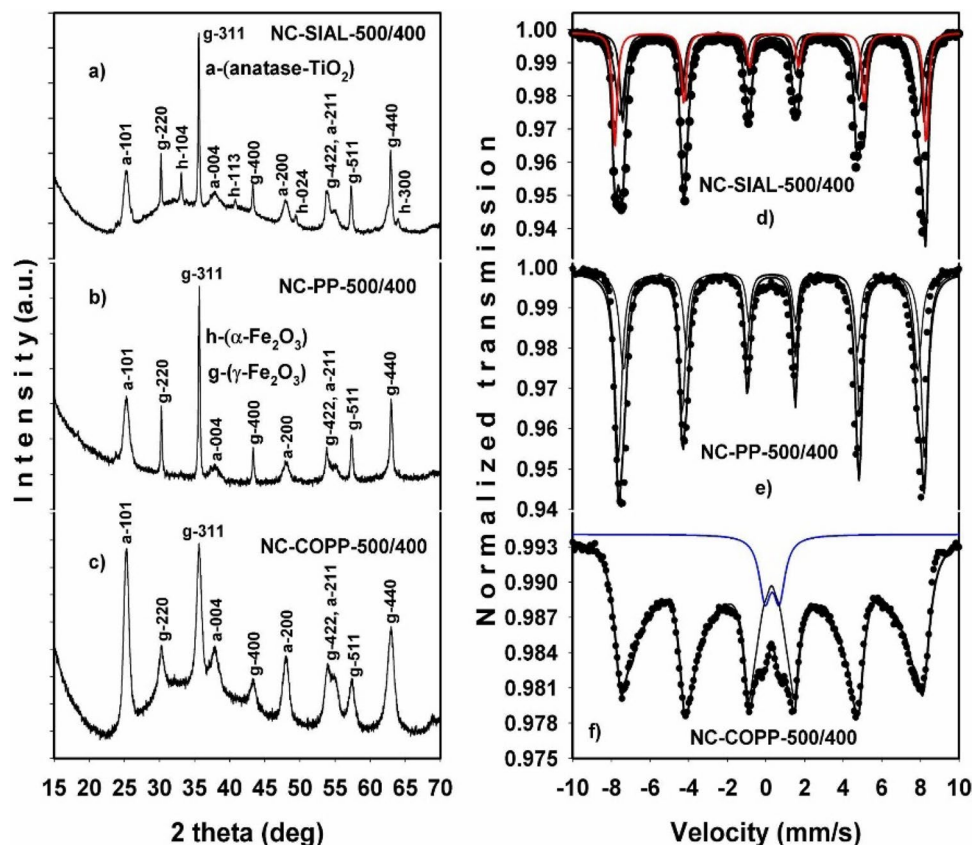 g-311
NC-SIAL-500/400
a)
a-(anatase-TiO2)
a-101
g-220
h-104
a-004
h-113
g-400
a-200
h-024
g-422, a-211
g-511
g-440
h-300
g-311
b)
NC-PP-500/400
h-(α-Fe2O3)
g-(γ-Fe2O3)
a-101
g-220
a-004
g-400
a-200
g-422, a-211
g-511
g-440
a-101
g-311
c)
NC-COPP-500/400
g-220
a-004
g-400
a-200
g-422, a-211
g-511
g-440
Intensity (a.u.)
15 20 25 30 35 40 45 50 55 60 65 70
2 theta (deg)
Normalized transmission
1.00
0.99
0.98
0.97
0.96
0.95
0.94
NC-SIAL-500/400
d)
1.00
0.99
0.98
0.97
0.96
0.95
0.94
NC-PP-500/400
e)
0.993
0.990
0.987
0.984
0.981
0.978
0.975
f)
NC-COPP-500/400
-10 -8 -6 -4 -2 0 2 4 6 8 10
Velocity (mm/s)